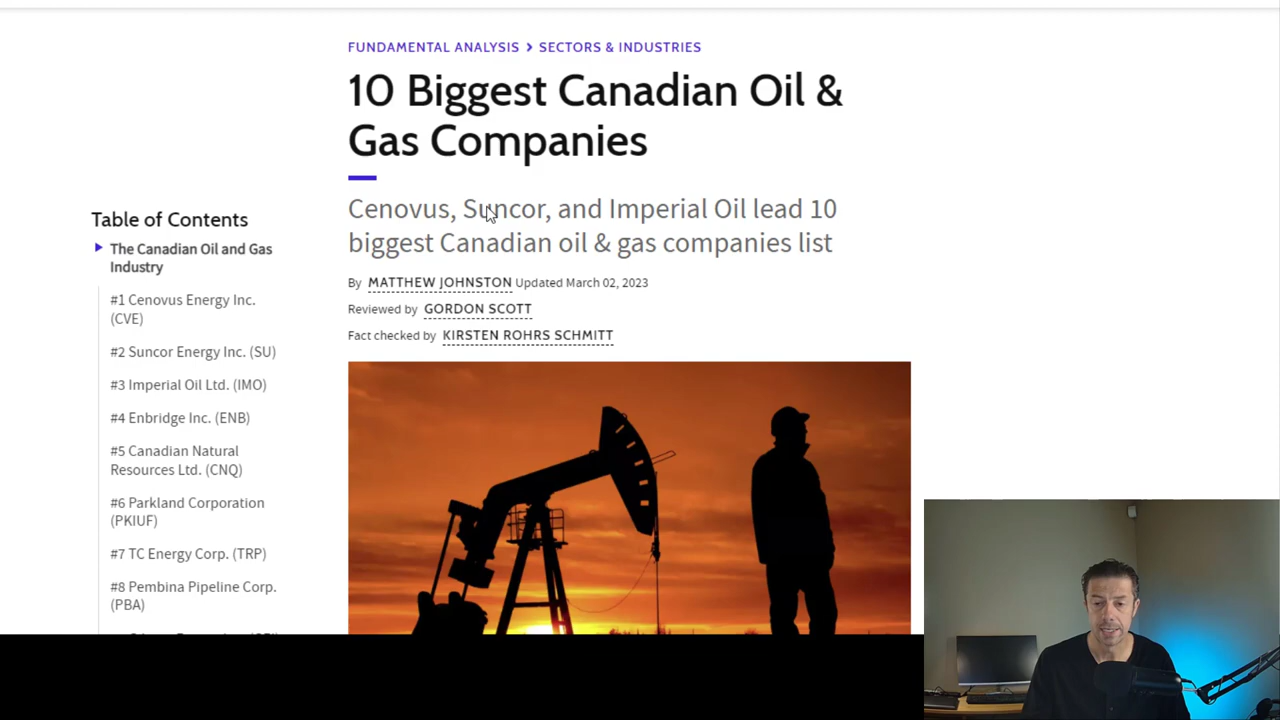 FUNDAMENTAL ANALYSIS > SECTORS & INDUSTRIES
10 Biggest Canadian Oil &
Gas Companies
Cenovus, Suncor, and Imperial Oil lead 10
biggest Canadian oil & gas companies list
By MATTHEW JOHNSTON Updated March 02, 2023
Reviewed by GORDON SCOTT
Fact checked by KIRSTEN ROHRS SCHMITT
Table of Contents
The Canadian Oil and Gas
Industry
#1 Cenovus Energy Inc.
(CVE)
#2 Suncor Energy Inc. (SU)
#3 Imperial Oil Ltd. (IMO)
#4 Enbridge Inc. (ENB)
#5 Canadian Natural
Resources Ltd. (CNQ)
#6 Parkland Corporation
(PKIUF)
#7 TC Energy Corp. (TRP)
#8 Pembina Pipeline Corp.
(PBA)